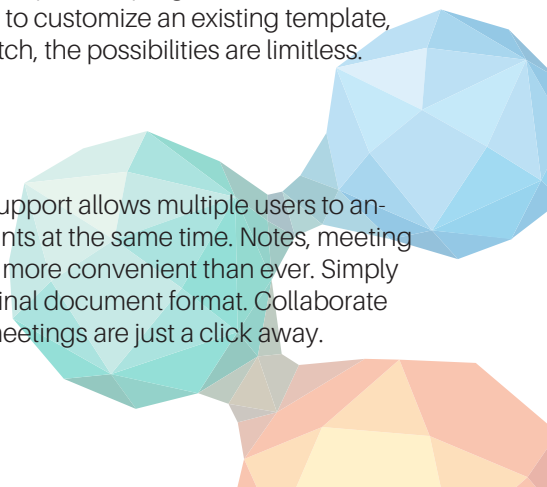 to customize an existing template,
tch, the possibilities are limitless.
upport allows multiple users to an-
nts at the same time. Notes, meeting
more convenient than ever. Simply
inal document format. Collaborate
neetings are just a click away.